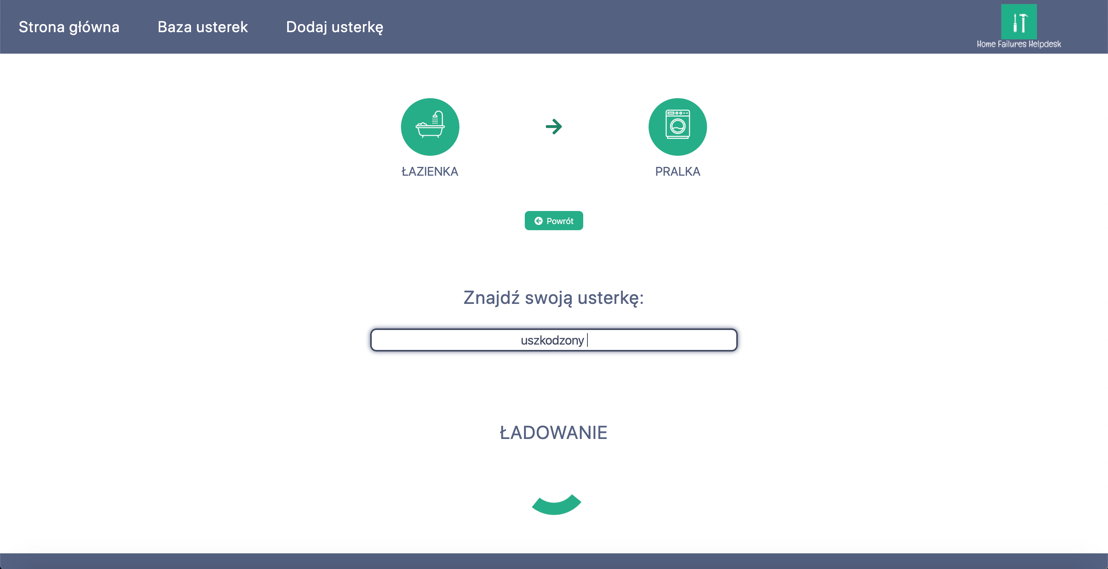 Strona główna
Baza usterek
Dodaj usterkę
Home Failures Helpdesk
ŁAZIENKA
PRALKA
Powrót
Znajdź swoją usterkę:
uszkodzony
ŁADOWANIE